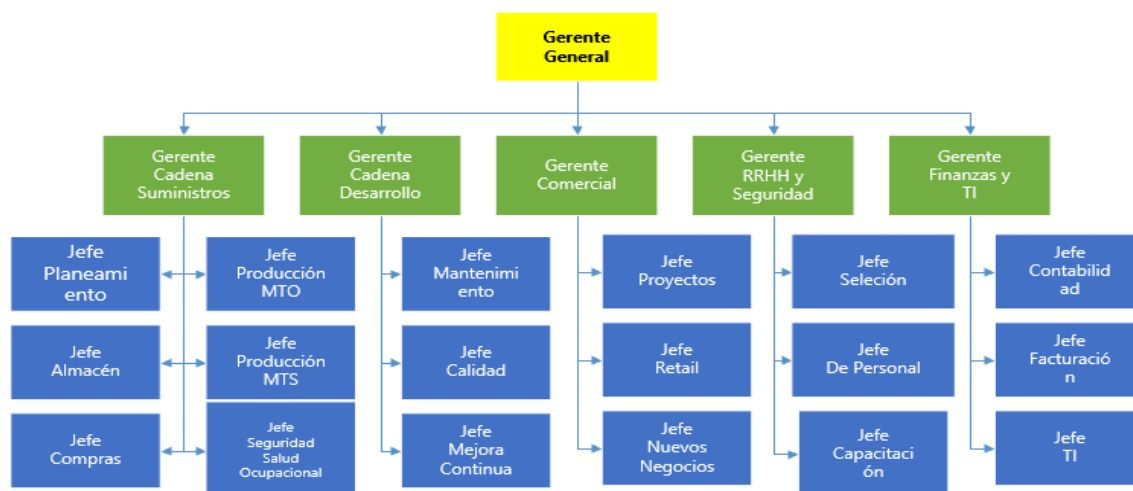 Gerente
General
Gerente
Cadena
Suministros
Gerente
Cadena
Desarrollo
Gerente
Comercial
Gerente
RRHH y
Seguridad
Gerente
Finanzas y
TI
Jefe
Planeami
ento
Jefe
Producción
MTO
Jefe
Mantenimi
ento
Jefe
Proyectos
Jefe
Seleción
Jefe
Contabilid
ad
Jefe
Almacén
Jefe
Producción
MTS
Jefe
Calidad
Jefe
Retail
Jefe
De Personal
Jefe
Facturació
n
Jefe
Compras
Jefe
Seguridad
Salud
Ocupacional
Jefe
Mejora
Continua
Jefe
Nuevos
Negocios
Jefe
Capacitaci
ón
Jefe
TI